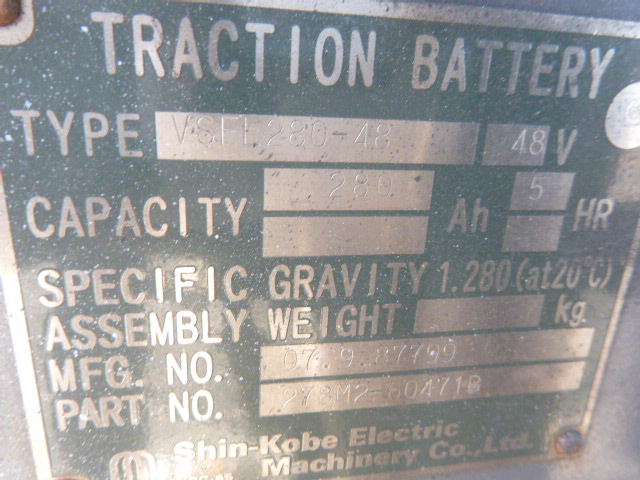 TRACTION BATTERY
TYPE VSFL280-48 48 V
280 5
CAPACITY Ah HR
SPECIFIC GRAVITY 1.280 (at20°C)
ASSEMBLY WEIGHT kg
MFG. NO.
PART NO.
Shin-Kobe Electric
Machinery Co., Ltd.